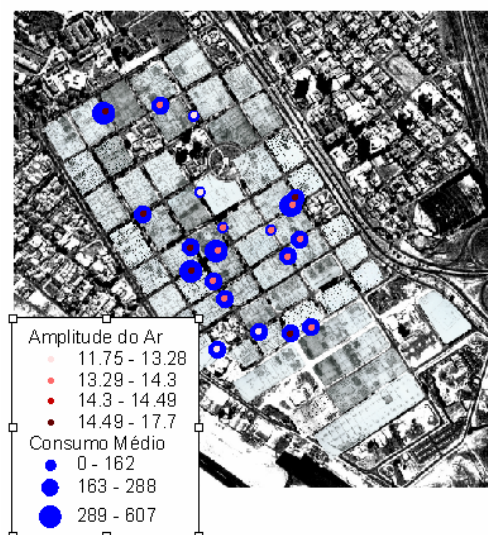 Amplitude do Ar
11.75 - 13.28
13.29 - 14.3
14.3 - 14.49
14.49 - 17.7
Consumo Médio
0 - 162
163 - 288
289 - 607